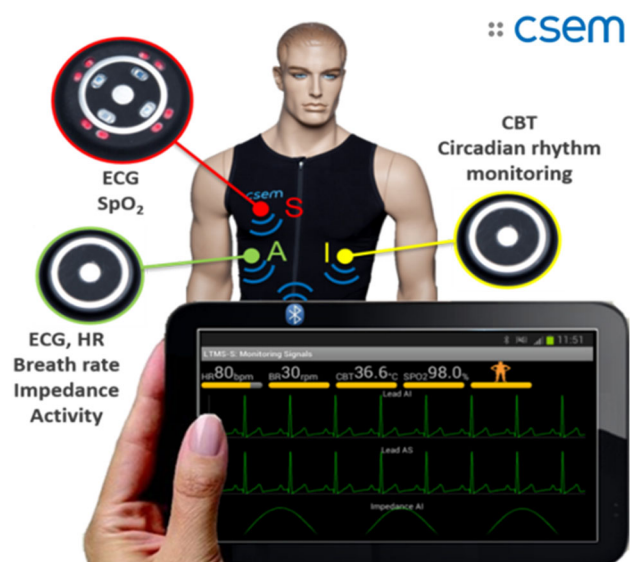 csem
ECG
SpO₂
CBT
Circadian rhythm
monitoring
csem
S
A
I
ECG, HR
Breath rate
Impedance
Activity
11:51
LTMS-S: Monitoring Signals
HR80bpm BR30rpm CBT36.6°C SPO298.0%
Lead AI
Lead AS
Impedance AI